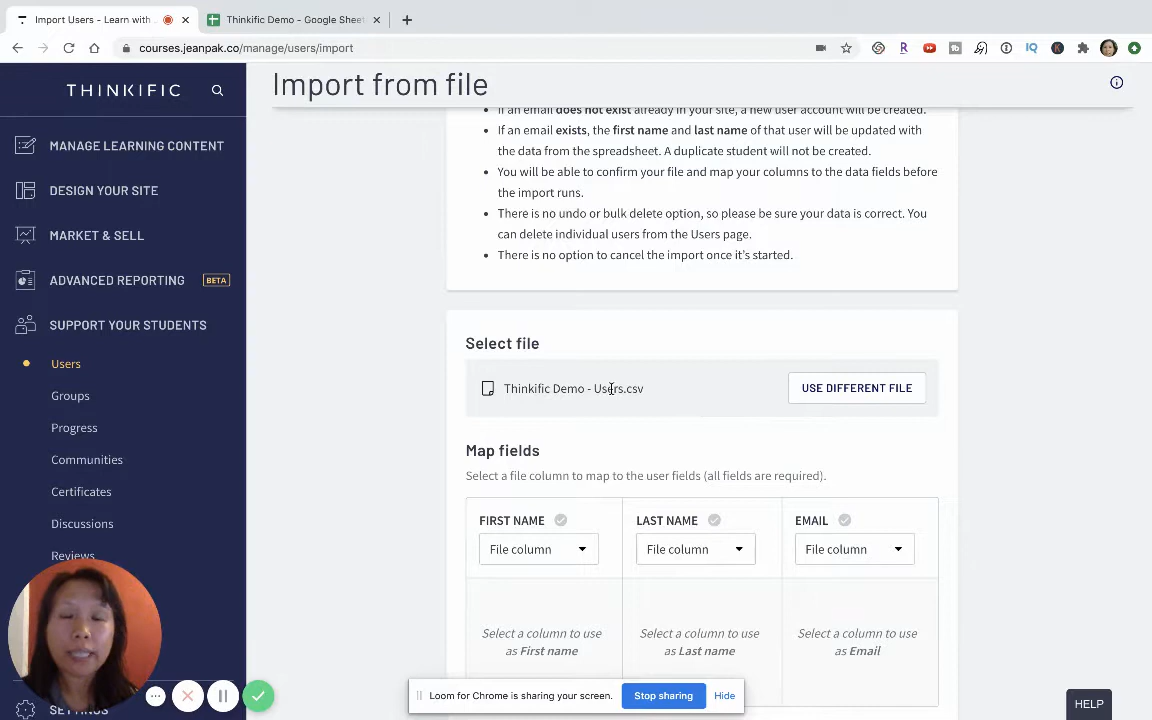 Import Users - Learn with
Thinkific Demo - Google Sheet
courses.jeanpak.co/manage/users/import
THINKIFIC
Import from file
MANAGE LEARNING CONTENT
DESIGN YOUR SITE
MARKET & SELL
ADVANCED REPORTING BETA
SUPPORT YOUR STUDENTS
Users
Groups
Progress
Communities
Certificates
Discussions
Reviews
SETTINGS
If an email does not exist already in your site, a new user account will be created.
If an email exists, the first name and last name of that user will be updated with
the data from the spreadsheet. A duplicate student will not be created.
You will be able to confirm your file and map your columns to the data fields before
the import runs.
There is no undo or bulk delete option, so please be sure your data is correct. You
can delete individual users from the Users page.
There is no option to cancel the import once it's started.
Select file
Thinkific Demo - Users.csv
USE DIFFERENT FILE
Map fields
Select a file column to map to the user fields (all fields are required).
FIRST NAME
LAST NAME
EMAIL
File column
File column
File column
Select a column to use
as First name
Select a column to use
as Last name
Select a column to use
as Email
Loom for Chrome is sharing your screen.
Stop sharing
Hide
HELP